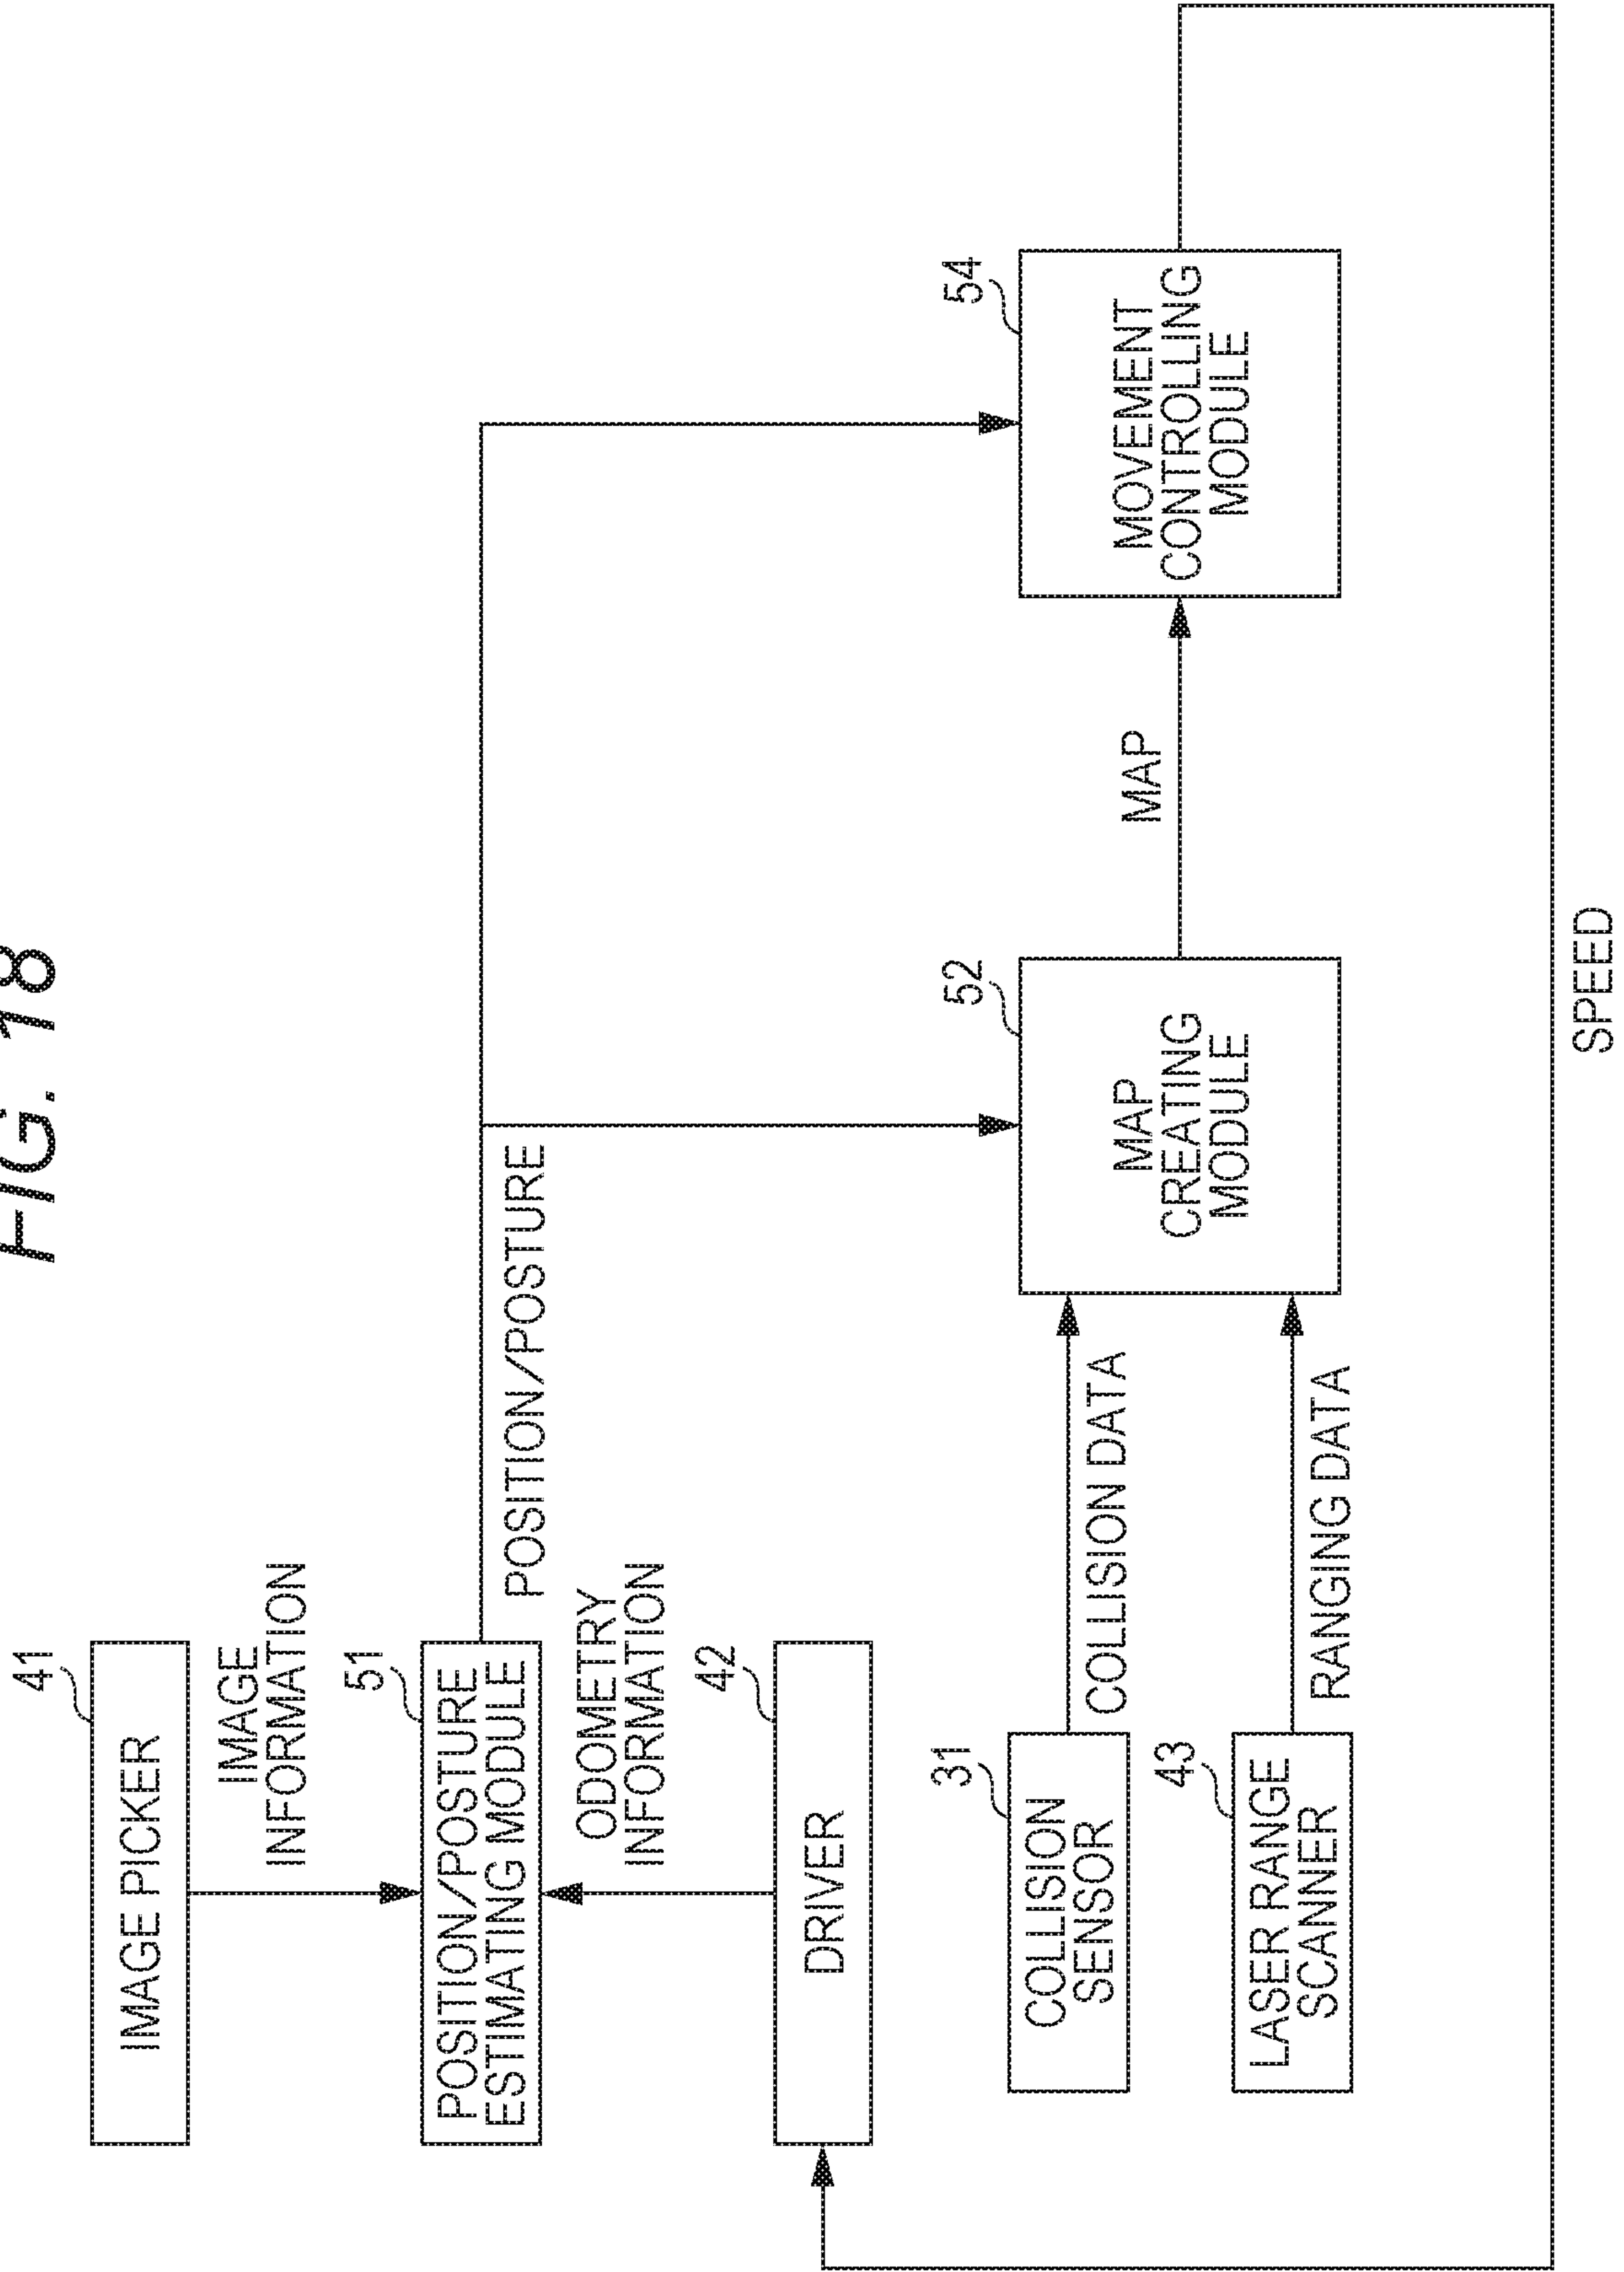 FIG. 18
41
IMAGE PICKER
IMAGE
INFORMATION
51
POSITION/POSTURE
ESTIMATING MODULE
POSITION/POSTURE
ODOMETRY
INFORMATION
42
DRIVER
31
COLLISION
SENSOR
COLLISION DATA
43
LASER RANGE
SCANNER
RANGING DATA
52
MAP
CREATING
MODULE
MAP
54
MOVEMENT
CONTROLLING
MODULE
SPEED